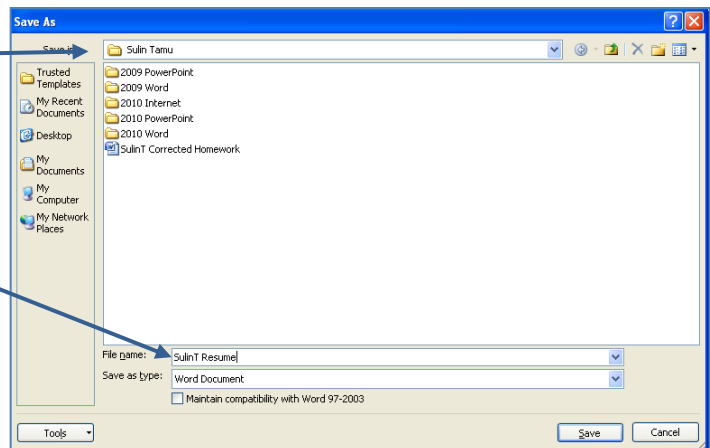 Save As
Save in: Sulin Tamu
Trusted
Templates
My Recent
Documents
Desktop
My
Documents
My
Computer
My Network
Places
2009 PowerPoint
2009 Word
2010 Internet
2010 PowerPoint
2010 Word
SulinT Corrected Homework
File name: SulinT Resume
Save as type: Word Document
Maintain compatibility with Word 97-2003
Tools
Save
Cancel